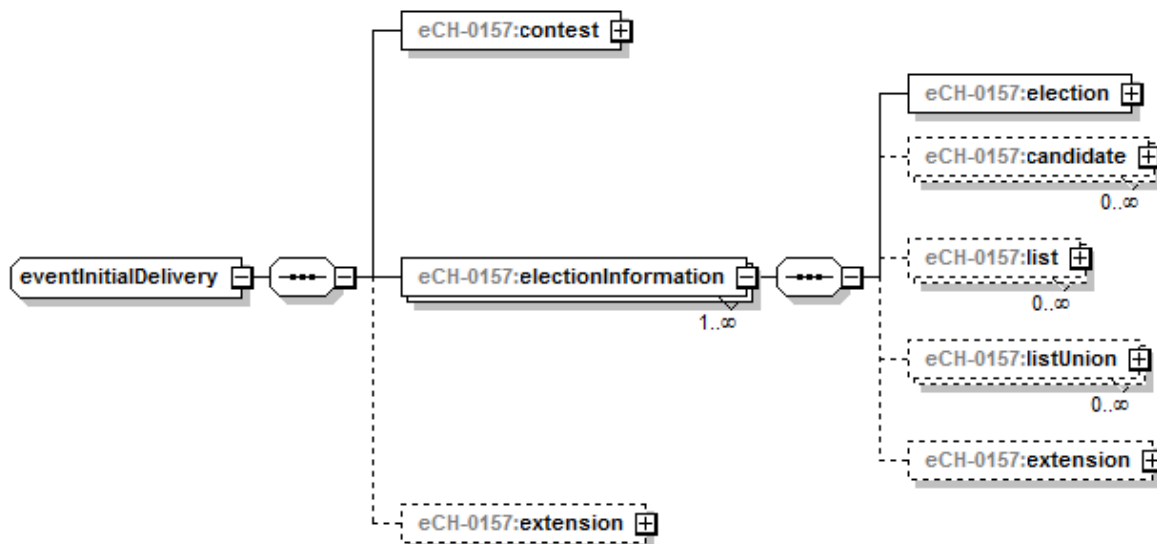 eCH-0157:contest
eCH-0157:election
eCH-0157:candidate
0..∞
eventInitialDelivery
eCH-0157:electionInformation
1..∞
eCH-0157:list
0..∞
eCH-0157:listUnion
0..∞
eCH-0157:extension
eCH-0157:extension